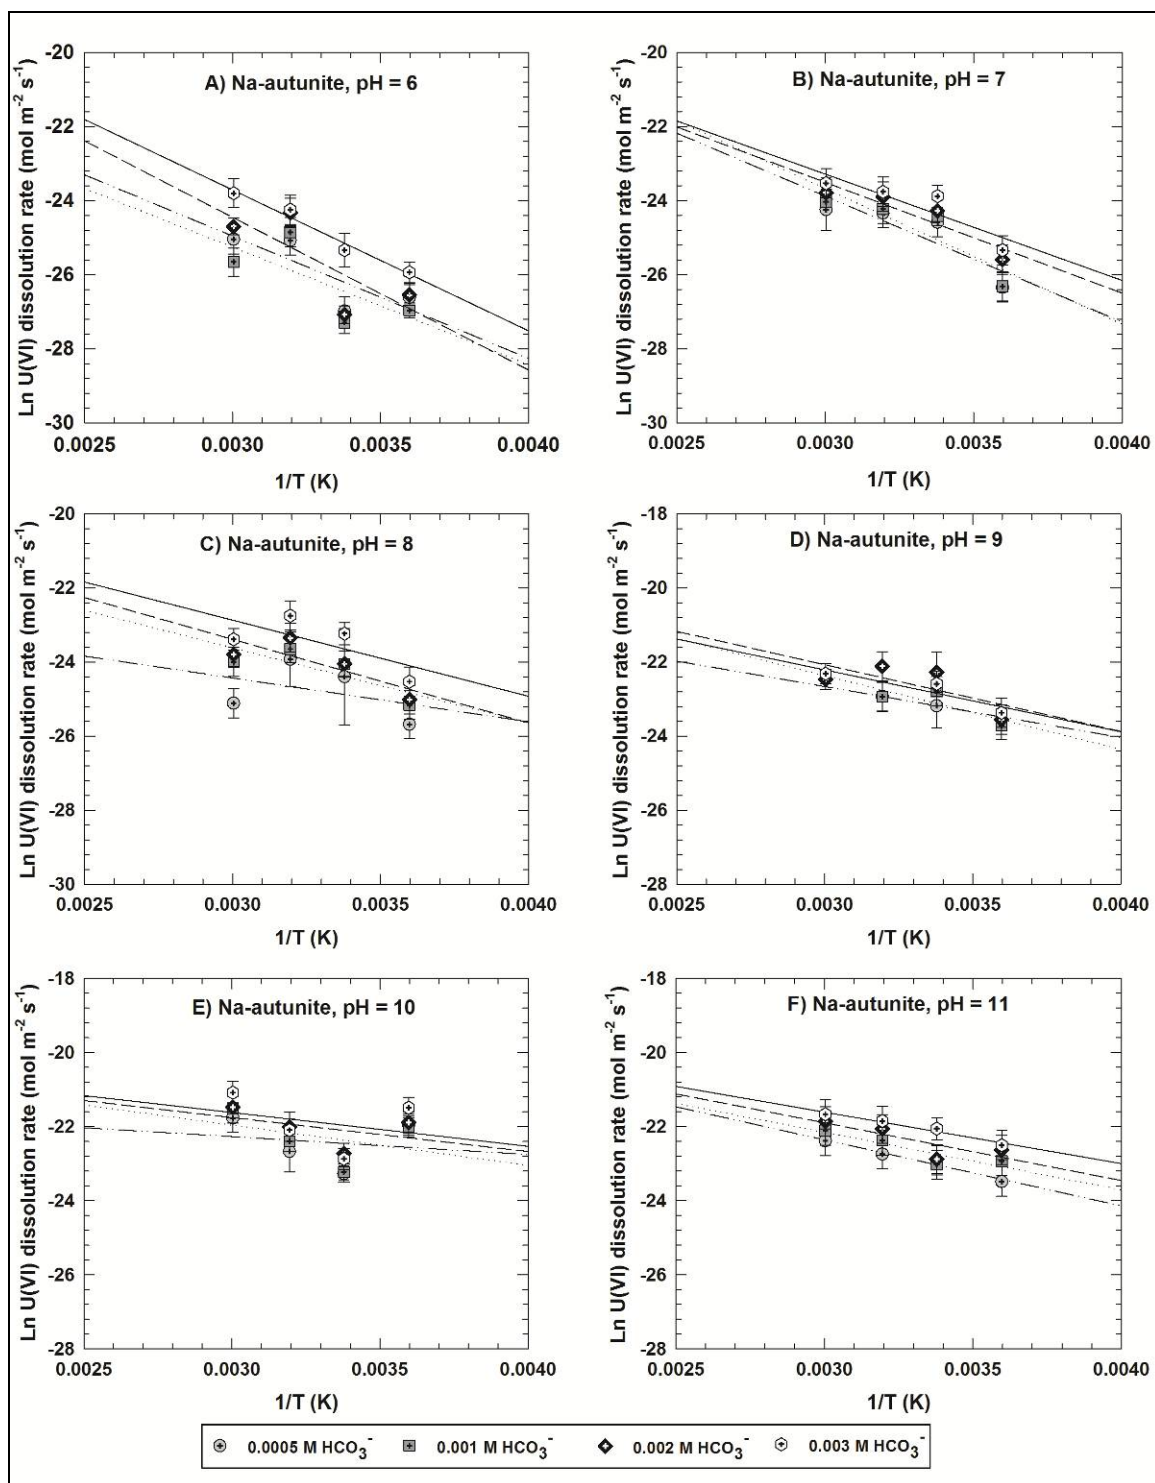 A) Na-autunite, pH = 6
Ln U(VI) dissolution rate (mol m⁻² s⁻¹)
-20
-22
-24
-26
-28
-30
0.0025 0.0030 0.0035 0.0040
1/T (K)
B) Na-autunite, pH = 7
Ln U(VI) dissolution rate (mol m⁻² s⁻¹)
-20
-22
-24
-26
-28
-30
0.0025 0.0030 0.0035 0.0040
1/T (K)
C) Na-autunite, pH = 8
Ln U(VI) dissolution rate (mol m⁻² s⁻¹)
-20
-22
-24
-26
-28
-30
0.0025 0.0030 0.0035 0.0040
1/T (K)
D) Na-autunite, pH = 9
Ln U(VI) dissolution rate (mol m⁻² s⁻¹)
-18
-20
-22
-24
-26
-28
0.0025 0.0030 0.0035 0.0040
1/T (K)
E) Na-autunite, pH = 10
Ln U(VI) dissolution rate (mol m⁻² s⁻¹)
-18
-20
-22
-24
-26
-28
0.0025 0.0030 0.0035 0.0040
1/T (K)
F) Na-autunite, pH = 11
Ln U(VI) dissolution rate (mol m⁻² s⁻¹)
-18
-20
-22
-24
-26
-28
0.0025 0.0030 0.0035 0.0040
1/T (K)
0.0005 M HCO₃⁻ 0.001 M HCO₃⁻ 0.002 M HCO₃⁻ 0.003 M HCO₃⁻